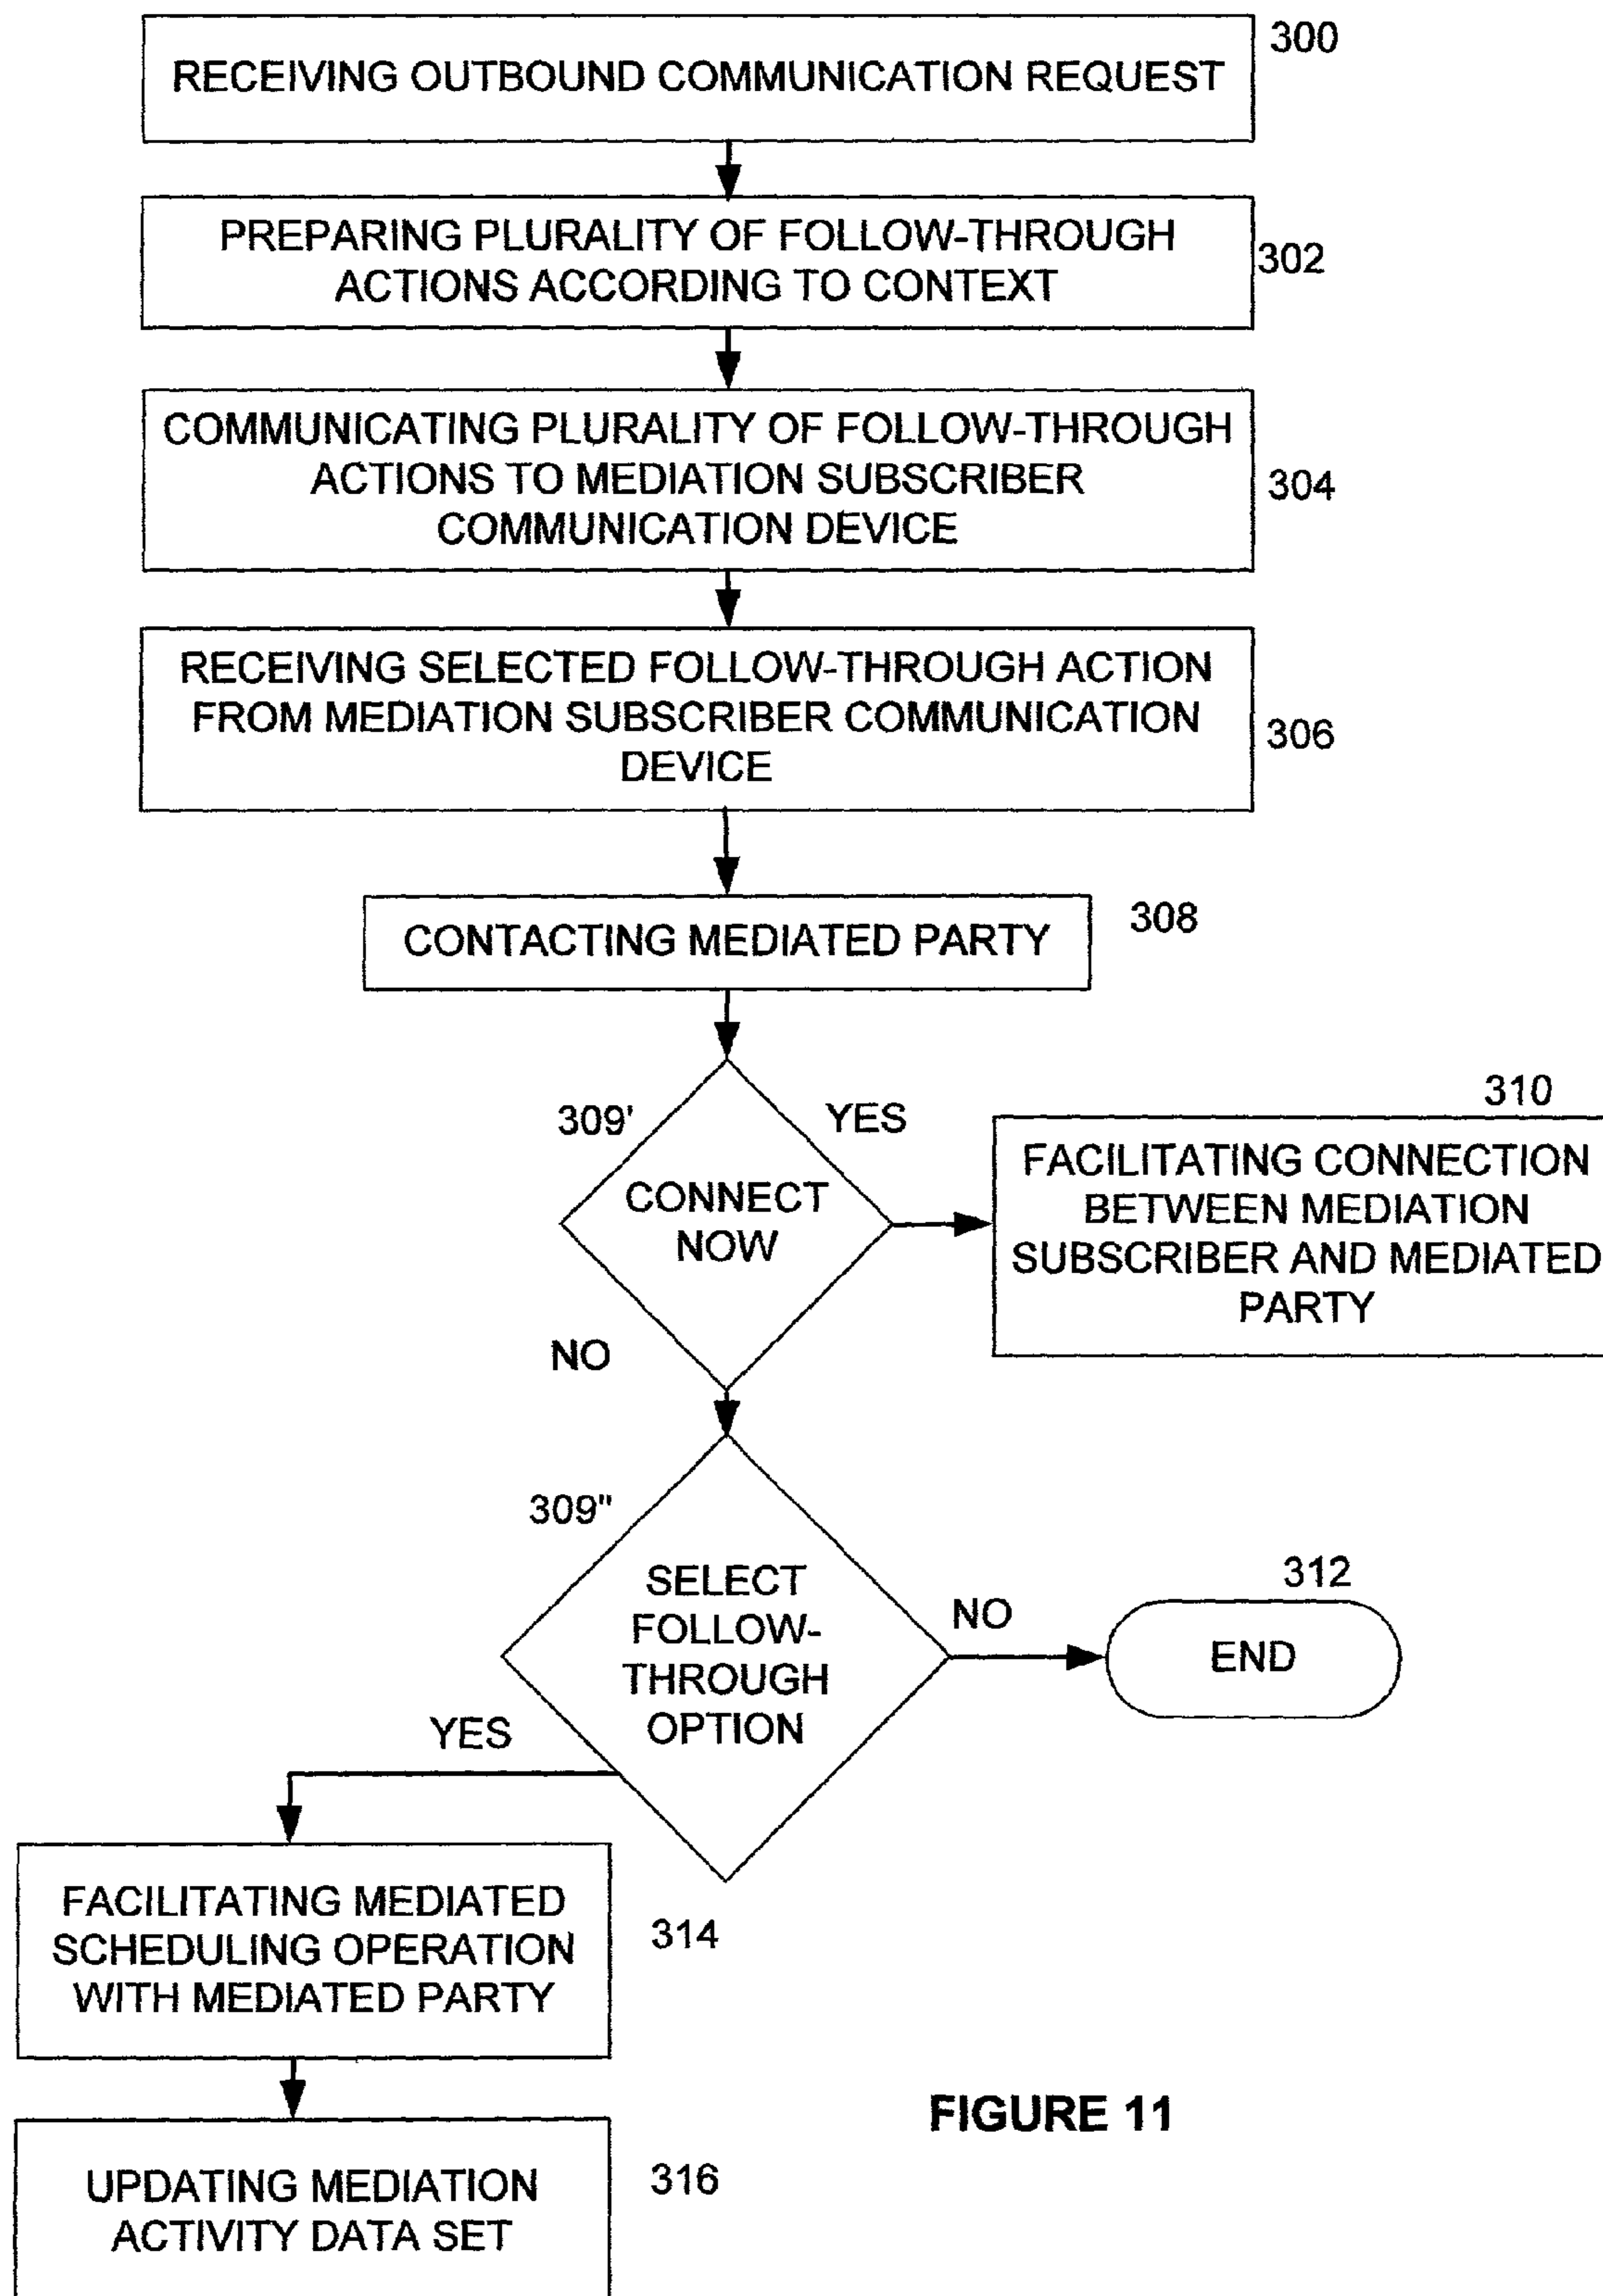 RECEIVING OUTBOUND COMMUNICATION REQUEST
300
PREPARING PLURALITY OF FOLLOW-THROUGH
ACTIONS ACCORDING TO CONTEXT
302
COMMUNICATING PLURALITY OF FOLLOW-THROUGH
ACTIONS TO MEDIATION SUBSCRIBER
COMMUNICATION DEVICE
304
RECEIVING SELECTED FOLLOW-THROUGH ACTION
FROM MEDIATION SUBSCRIBER COMMUNICATION
DEVICE
306
CONTACTING MEDIATED PARTY
308
309'
CONNECT
NOW
YES
310
FACILITATING CONNECTION
BETWEEN MEDIATION
SUBSCRIBER AND MEDIATED
PARTY
NO
309"
SELECT
FOLLOW-
THROUGH
OPTION
NO
312
END
YES
FACILITATING MEDIATED
SCHEDULING OPERATION
WITH MEDIATED PARTY
314
UPDATING MEDIATION
ACTIVITY DATA SET
316
FIGURE 11